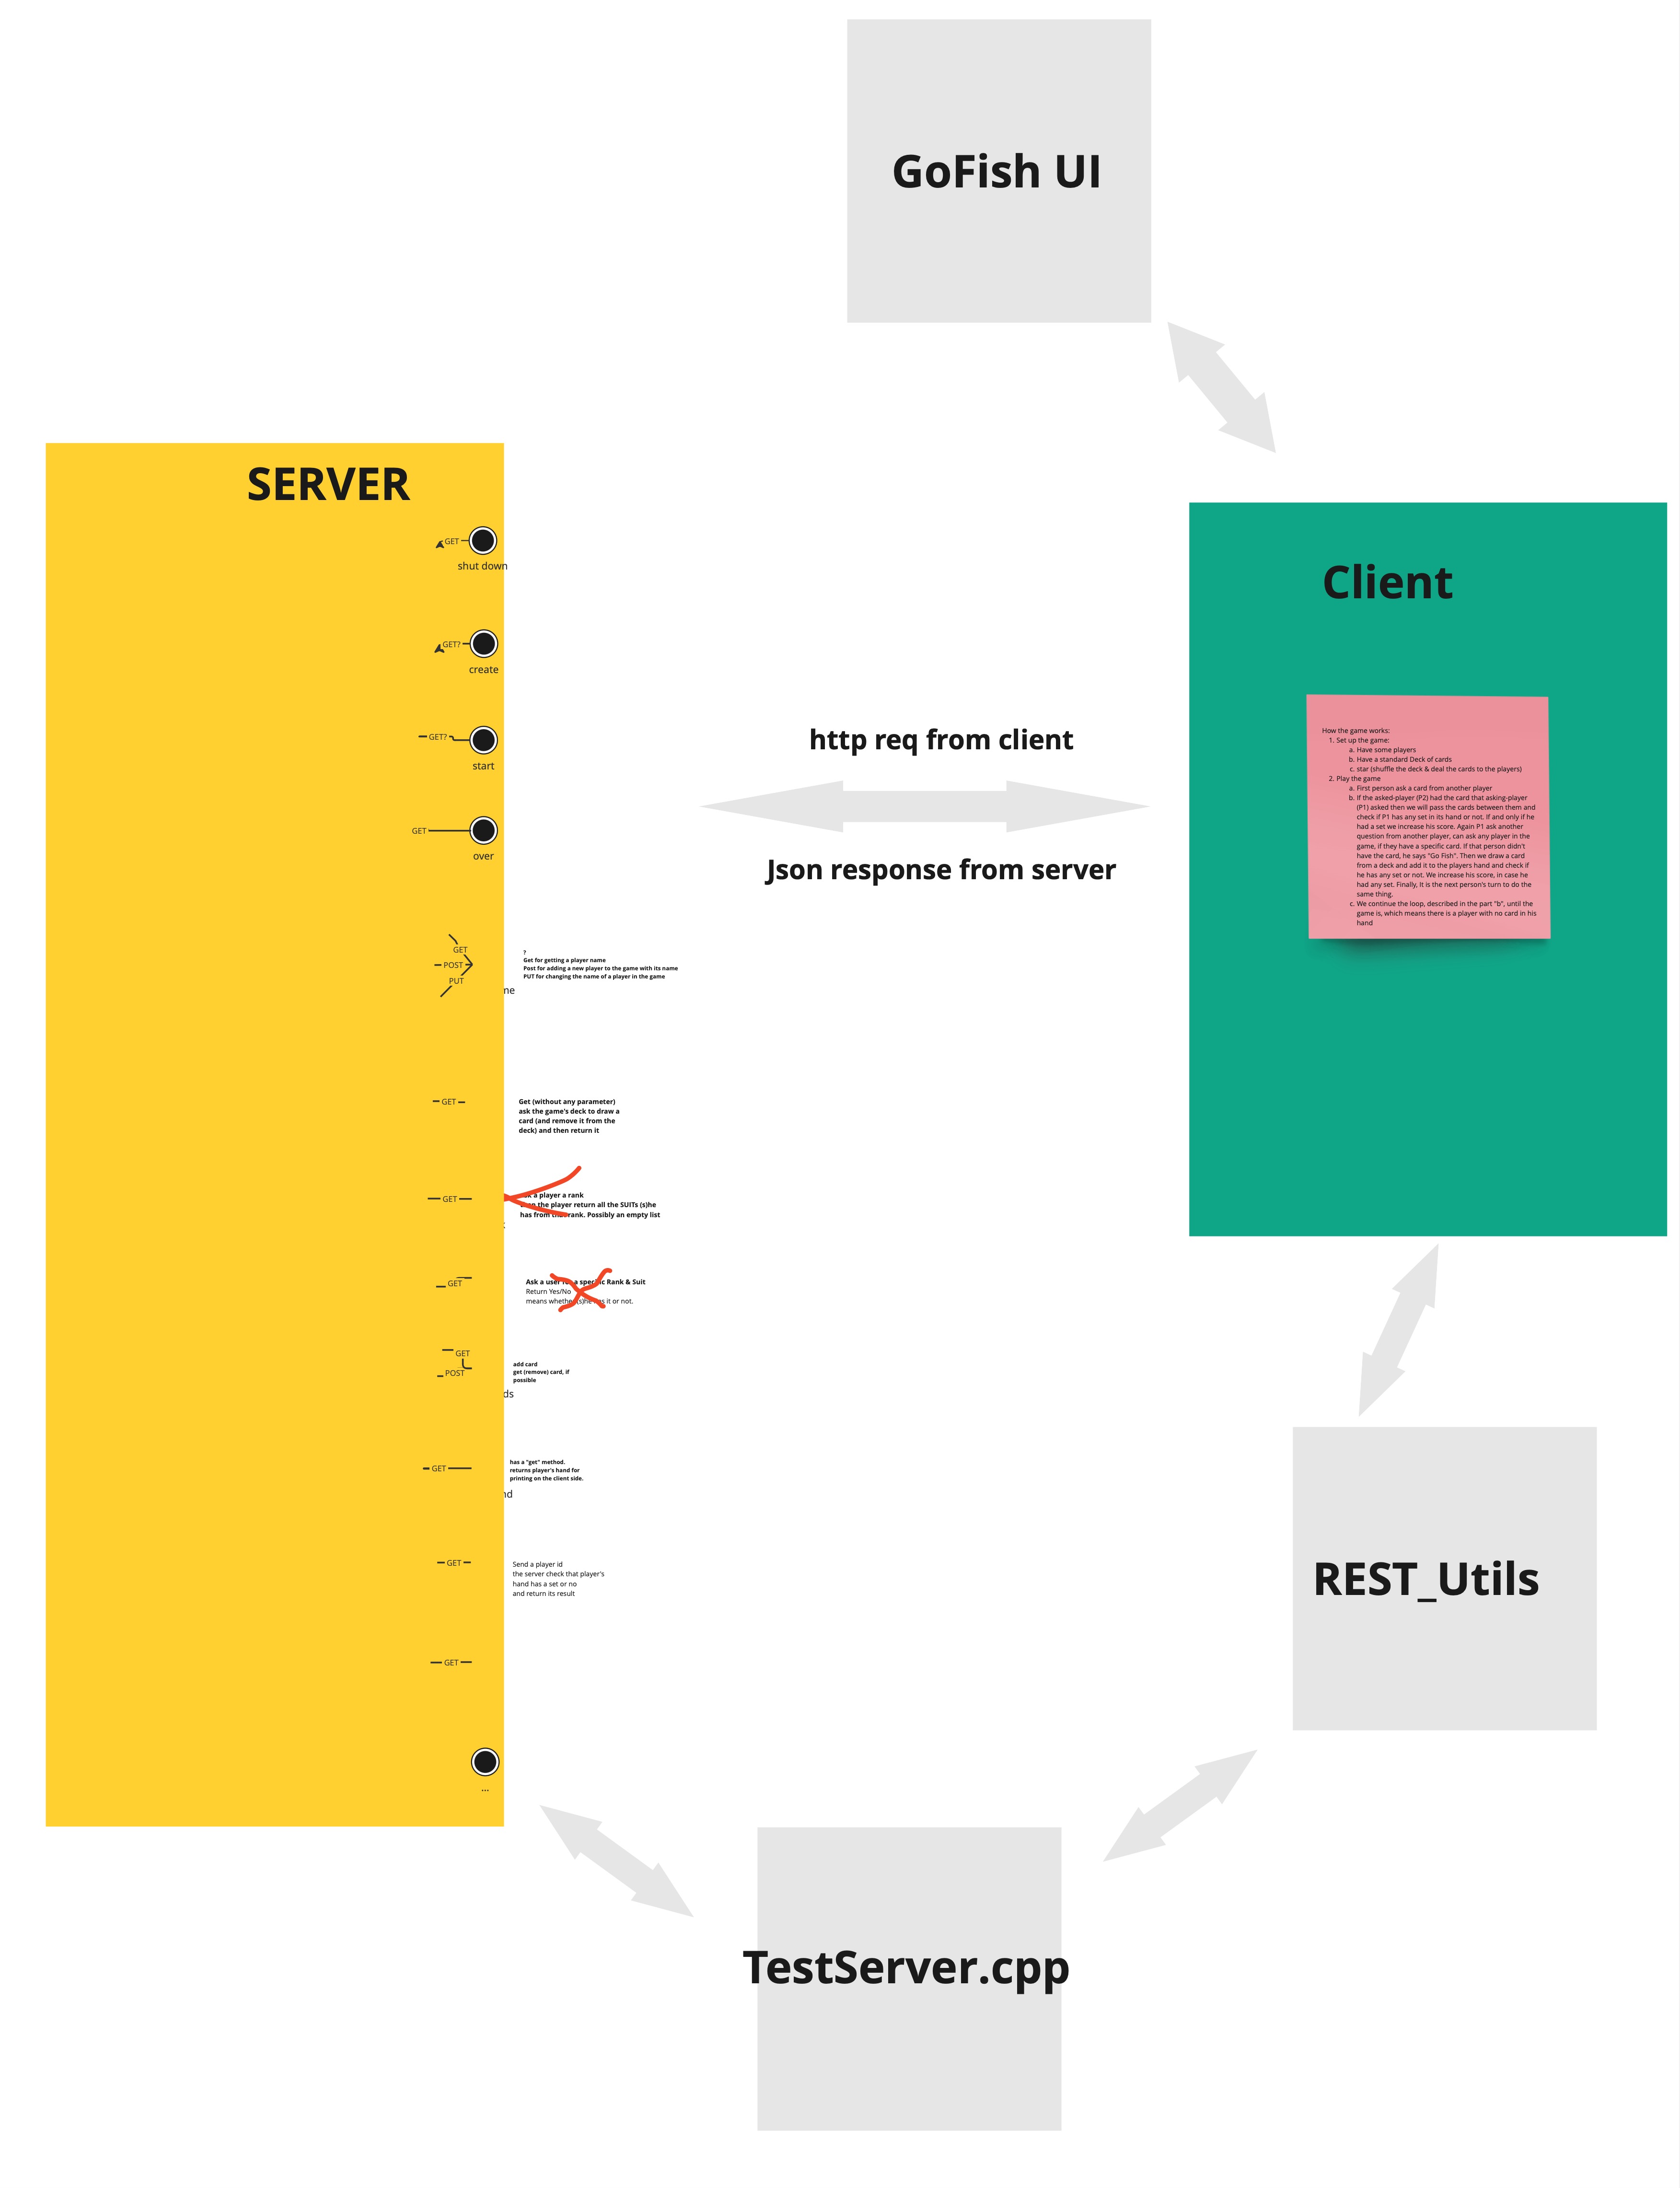 GoFish UI
SERVER
GET
shut down
GET?
create
GET?
start
GET
over
GET
POST
PUT
me
?
Get for getting a player name
Post for adding a new player to the game with its name
PUT for changing the name of a player in the game
GET
Get (without any parameter)
ask the game's deck to draw a
card (and remove it from the
deck) and then return it
GET
a player a rank
the player return all the SUITs (s)he
has from rank. Possibly an empty list
GET
Ask a user for a specific Rank & Suit
Return Yes/No
means whether (s)he has it or not.
GET
POST
ds
add card
get (remove) card, if
possible
GET
nd
has a "get" method.
returns player's hand for
printing on the client side.
GET
Send a player id
the server check that player's
hand has a set or no
and return its result
GET
...
http req from client
Json response from server
Client
How the game works:
1. Set up the game:
a. Have some players
b. Have a standard Deck of cards
c. star (shuffle the deck & deal the cards to the players)
2. Play the game
a. First person ask a card from another player
b. If the asked-player (P2) had the card that asking-player
(P1) asked then we will pass the cards between them and
check if P1 has any set in its hand or not. If and only if he
had a set we increase his score. Again P1 ask another
question from another player, can ask any player in the
game, if they have a specific card. If that person didn't
have the card, he says "Go Fish". Then we draw a card
from a deck and add it to the players hand and check if
he has any set or not. We increase his score, in case he
had any set. Finally, It is the next person's turn to do the
same thing.
c. We continue the loop, described in the part "b", until the
game is, which means there is a player with no card in his
hand
REST_Utils
TestServer.cpp